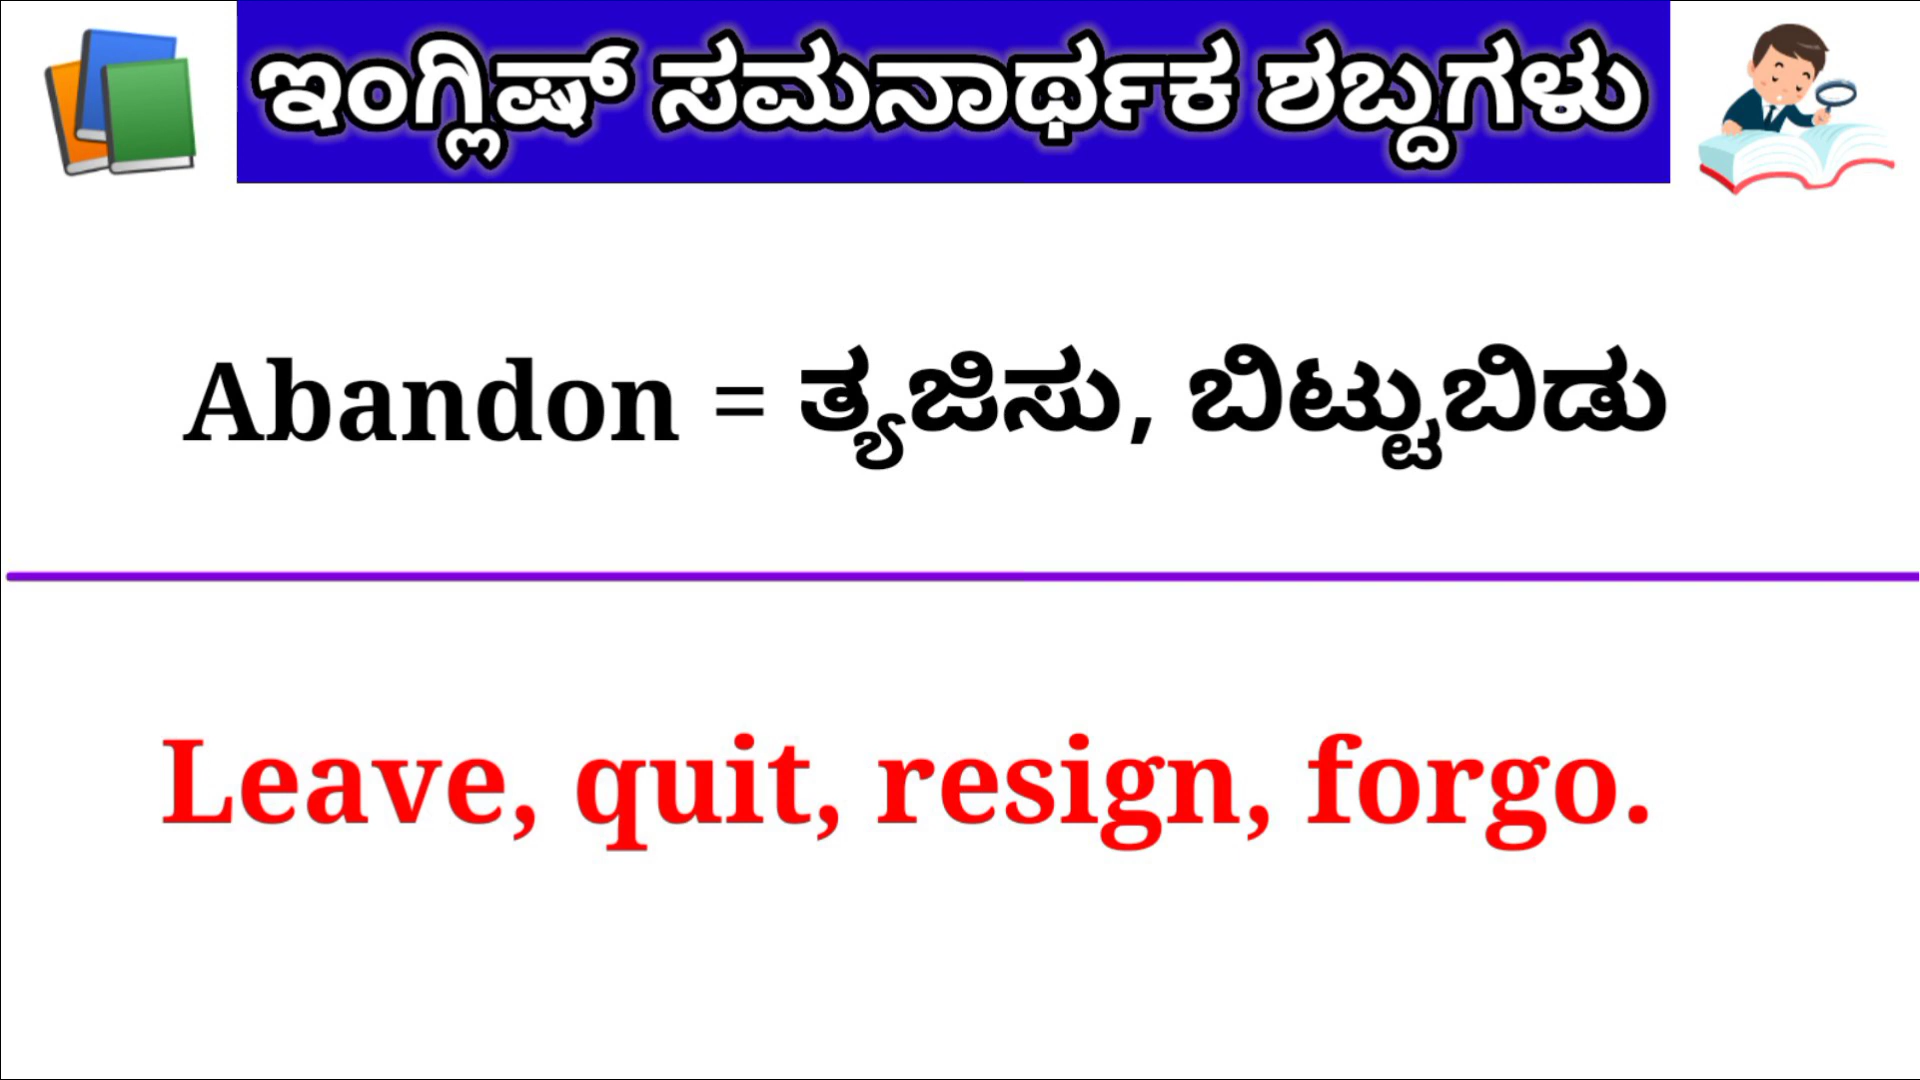 ಇಂಗ್ಲಿಷ್ ಸಮನಾರ್ಥಕ ಶಬ್ದಗಳು
Abandon = ತ್ಯಜಿಸು, ಬಿಟ್ಟುಬಿಡು
Leave, quit, resign, forgo.